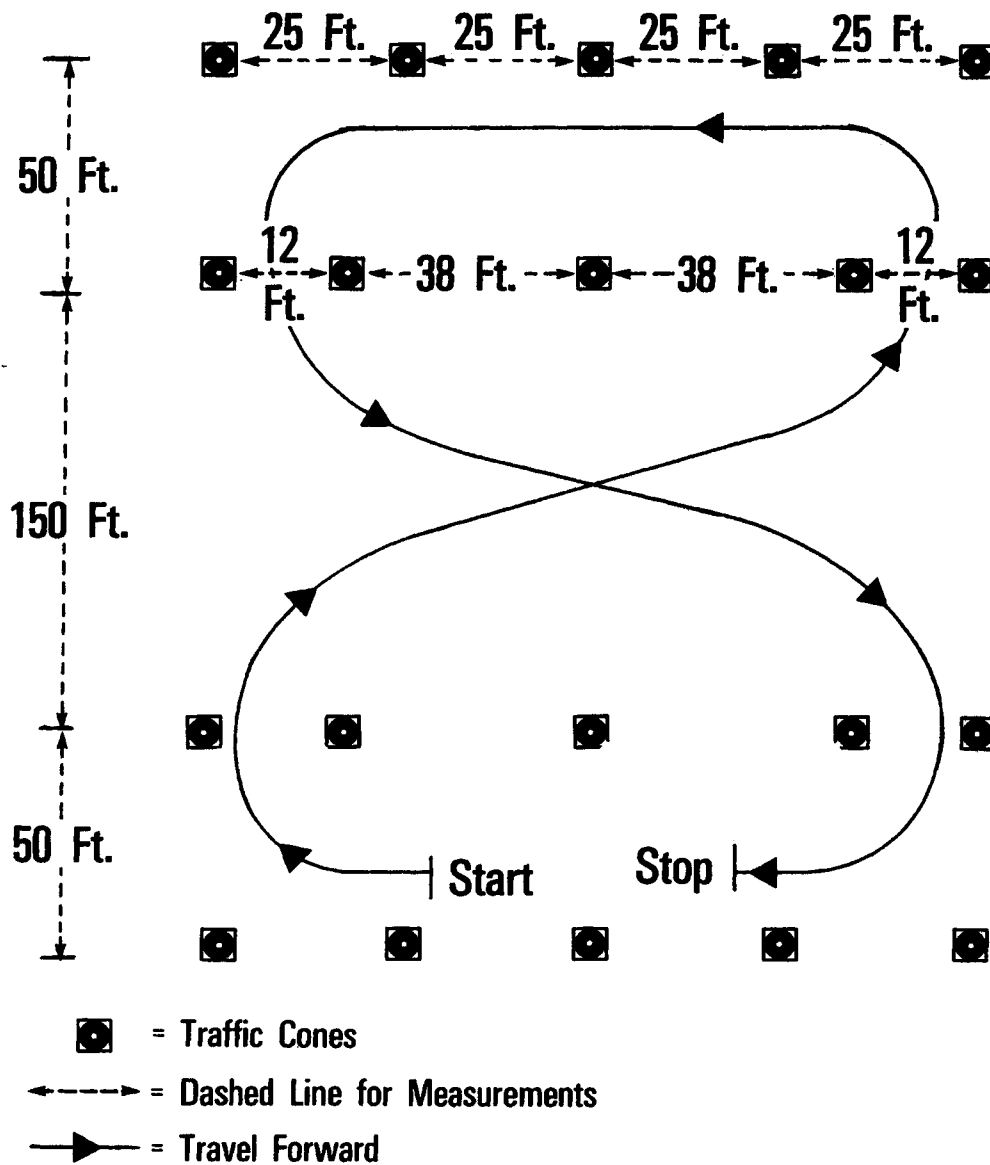 25 Ft. 25 Ft. 25 Ft. 25 Ft.
50 Ft.
12 12
38 Ft. 38 Ft.
Ft. Ft.
150 Ft.
50 Ft.
Start Stop
= Traffic Cones
= Dashed Line for Measurements
= Travel Forward